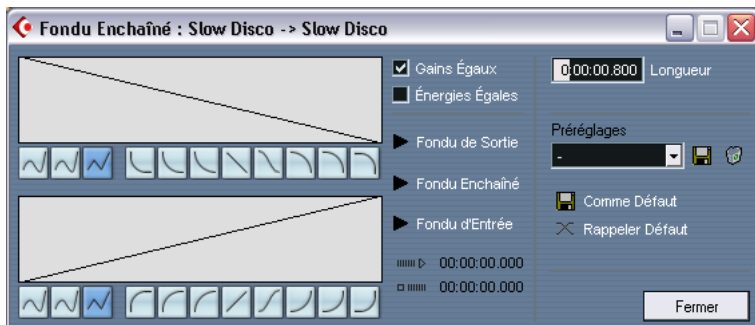 Fondu Enchaîné : Slow Disco -> Slow Disco
Gains Égaux
Énergies Égales
Fondu de Sortie
Fondu Enchaîné
Fondu d'Entrée
00:00:00.000
00:00:00.000
0:00:00.800 Longueur
Préréglages
-
Comme Défaut
Rappeler Défaut
Fermer